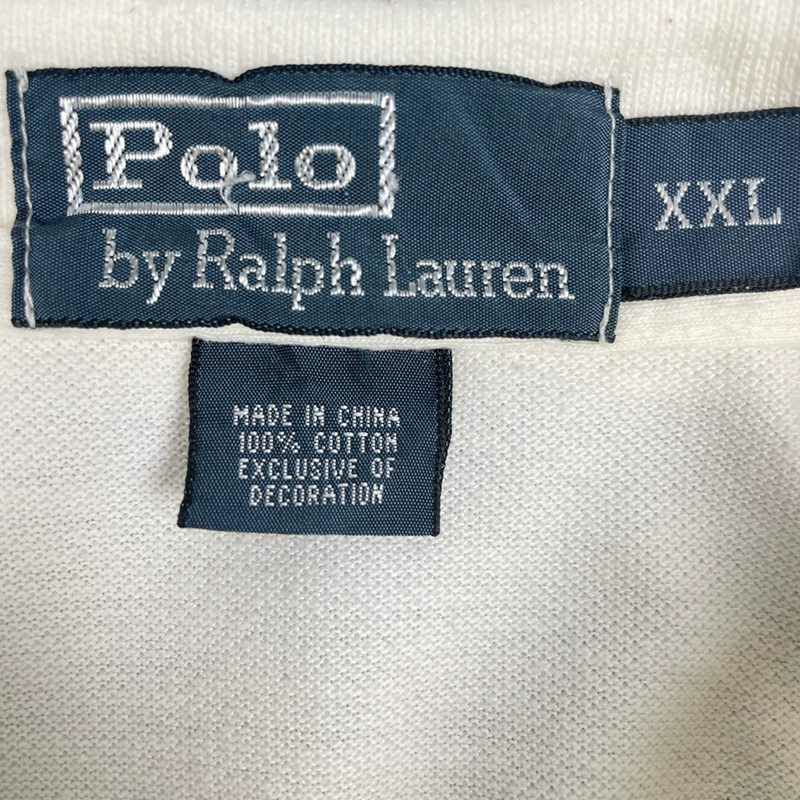 Polo
by Ralph Lauren
XXL
MADE IN CHINA
100% COTTON
EXCLUSIVE OF
DECORATION